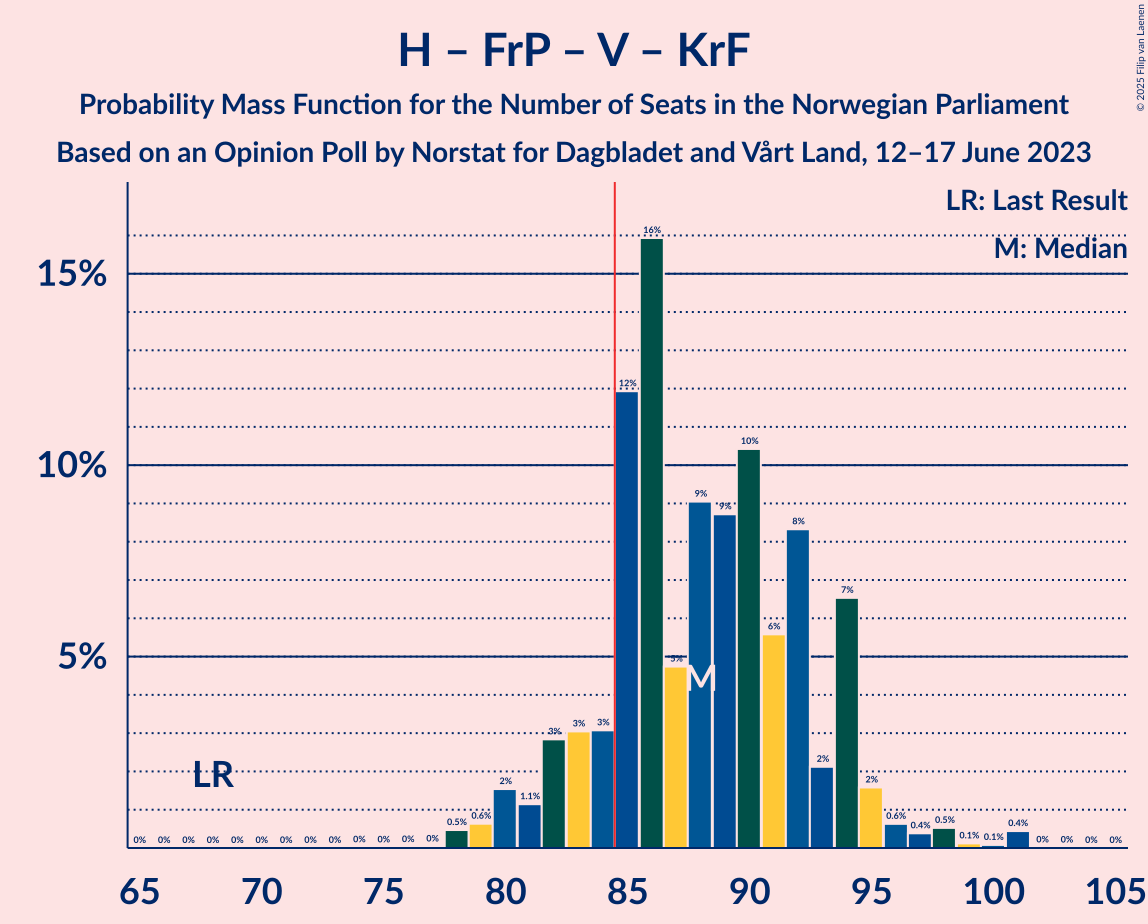 H – FrP – V – KrF
Probability Mass Function for the Number of Seats in the Norwegian Parliament
Based on an Opinion Poll by Norstat for Dagbladet and Vårt Land, 12–17 June 2023
© 2025 Filip van Laenen
LR: Last Result
M: Median
15%
10%
5%
LR
M
0% 0% 0% 0% 0% 0% 0% 0% 0% 0% 0% 0% 0% 0.5% 0.6% 2% 1.1% 3% 3% 3% 12% 16% 5% 9% 9% 10% 6% 8% 2% 7% 2% 0.6% 0.4% 0.5% 0.1% 0.1% 0.4% 0% 0% 0% 0%
65 70 75 80 85 90 95 100 105